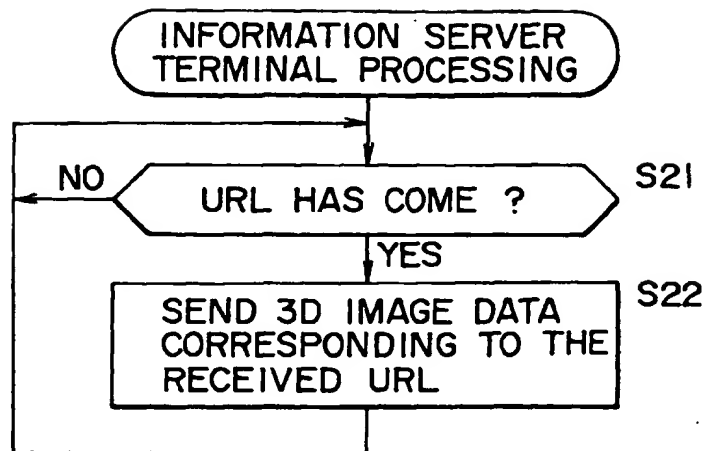 INFORMATION SERVER
TERMINAL PROCESSING
NO
URL HAS COME ?
S21
YES
S22
SEND 3D IMAGE DATA
CORRESPONDING TO THE
RECEIVED URL